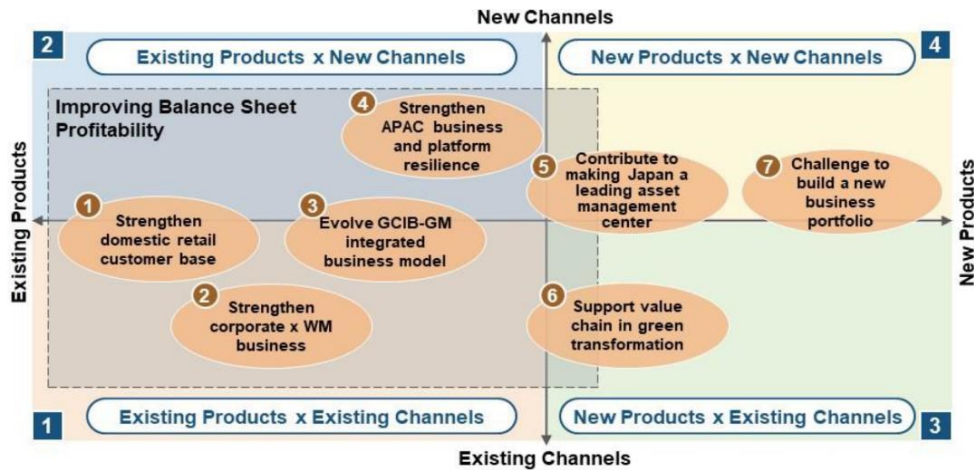 New Channels
2
Existing Products x New Channels
New Products x New Channels
4
Improving Balance Sheet
Profitability
4
Strengthen
APAC business
and platform
resilience
5
Contribute to
making Japan a
leading asset
management
center
7
Challenge to
build a new
business
portfolio
Existing Products
1
Strengthen
domestic retail
customer base
3
Evolve GCIB-GM
integrated
business model
New Products
2
Strengthen
corporate x WM
business
6
Support value
chain in green
transformation
1
Existing Products x Existing Channels
New Products x Existing Channels
3
Existing Channels